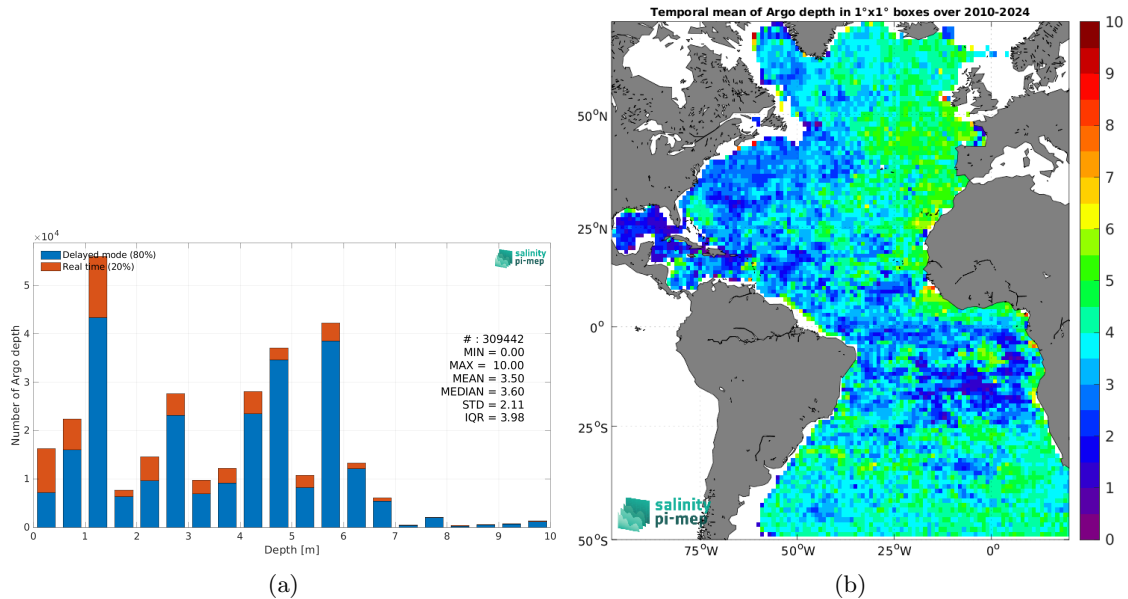 ×10⁴
Delayed mode (80%)
Real time (20%)
salinity
pi-mep
# : 309442
MIN = 0.00
MAX = 10.00
MEAN = 3.50
MEDIAN = 3.60
STD = 2.11
IQR = 3.98
Number of Argo depth
5
4
3
2
1
0
0 1 2 3 4 5 6 7 8 9 10
Depth [m]
(a)
Temporal mean of Argo depth in 1°x1° boxes over 2010-2024
50°N
25°N
0°
25°S
50°S
75°W 50°W 25°W 0°
salinity
pi-mep
10
9
8
7
6
5
4
3
2
1
0
(b)